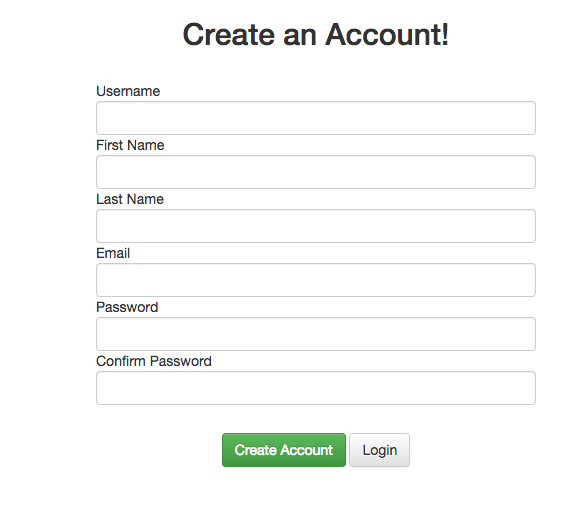 Create an Account!
Username
First Name
Last Name
Email
Password
Confirm Password
Create Account Login